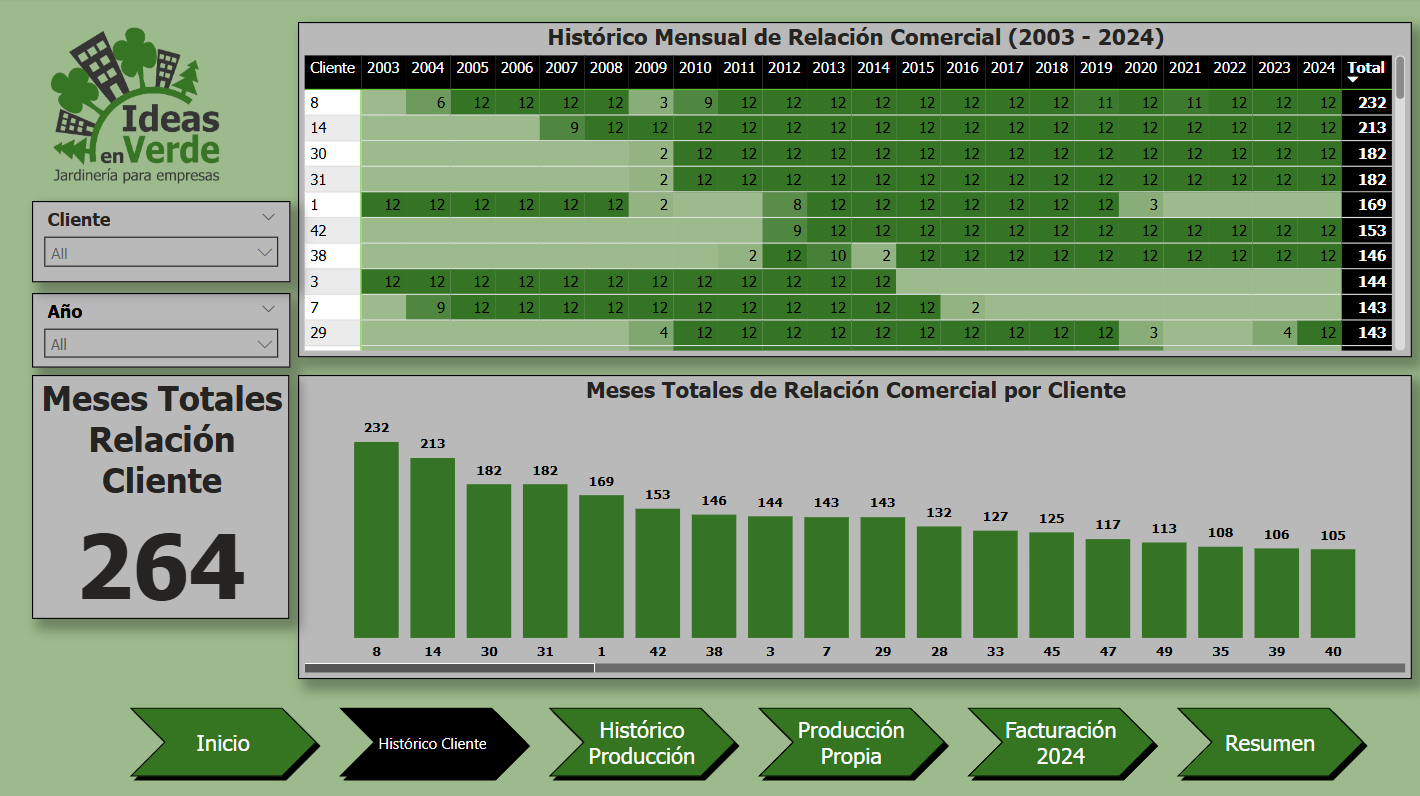 Ideas
enVerde
Jardinería para empresas
Cliente
All
Año
All
Meses Totales
Relación
Cliente
264
Histórico Mensual de Relación Comercial (2003 - 2024)
Cliente 2003 2004 2005 2006 2007 2008 2009 2010 2011 2012 2013 2014 2015 2016 2017 2018 2019 2020 2021 2022 2023 2024 Total
8 6 12 12 12 12 3 9 12 12 12 12 12 12 12 12 11 12 11 12 12 12 232
14 9 12 12 12 12 12 12 12 12 12 12 12 12 12 12 12 12 12 213
30 2 12 12 12 12 12 12 12 12 12 12 12 12 12 12 12 182
31 2 12 12 12 12 12 12 12 12 12 12 12 12 12 12 12 182
1 12 12 12 12 12 12 2 8 12 12 12 12 12 12 12 3 169
42 9 12 12 12 12 12 12 12 12 12 12 12 12 153
38 2 12 10 2 12 12 12 12 12 12 12 12 12 12 146
3 12 12 12 12 12 12 12 12 12 12 12 12 144
7 9 12 12 12 12 12 12 12 12 12 12 12 2 143
29 4 12 12 12 12 12 12 12 12 12 12 3 4 12 143
Meses Totales de Relación Comercial por Cliente
232 213 182 182 169 153 146 144 143 143 132 127 125 117 113 108 106 105
8 14 30 31 1 42 38 3 7 29 28 33 45 47 49 35 39 40
Inicio
Histórico Cliente
Histórico
Producción
Producción
Propia
Facturación
2024
Resumen